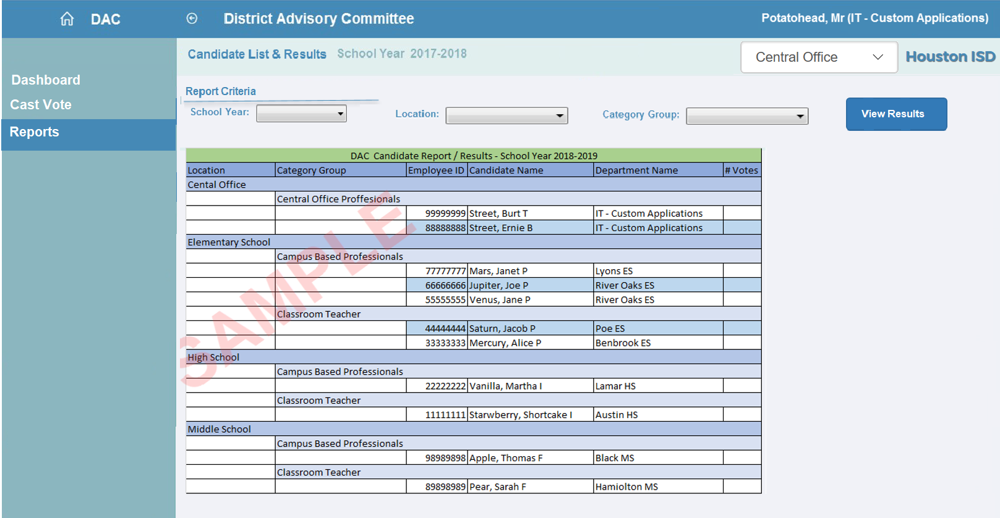 DAC District Advisory Committee Potatohead, Mr (IT - Custom Applications)
Candidate List & Results School Year 2017-2018 Central Office Houston ISD
Dashboard
Cast Vote
Reports
Report Criteria
School Year: Location: Category Group: View Results
DAC Candidate Report / Results - School Year 2018-2019
Location Category Group Employee ID Candidate Name Department Name # Votes
Cental Office
Central Office Proffesionals
99999999 Street, Burt T IT - Custom Applications
88888888 Street, Ernie B IT - Custom Applications
Elementary School
Campus Based Professionals
77777777 Mars, Janet P Lyons ES
66666666 Jupiter, Joe P River Oaks ES
55555555 Venus, Jane P River Oaks ES
Classroom Teacher
44444444 Saturn, Jacob P Poe ES
33333333 Mercury, Alice P Benbrook ES
High School
Campus Based Professionals
22222222 Vanilla, Martha I Lamar HS
Classroom Teacher
11111111 Starwberry, Shortcake I Austin HS
Middle School
Campus Based Professionals
98989898 Apple, Thomas F Black MS
Classroom Teacher
89898989 Pear, Sarah F Hamiolton MS
SAMPLE